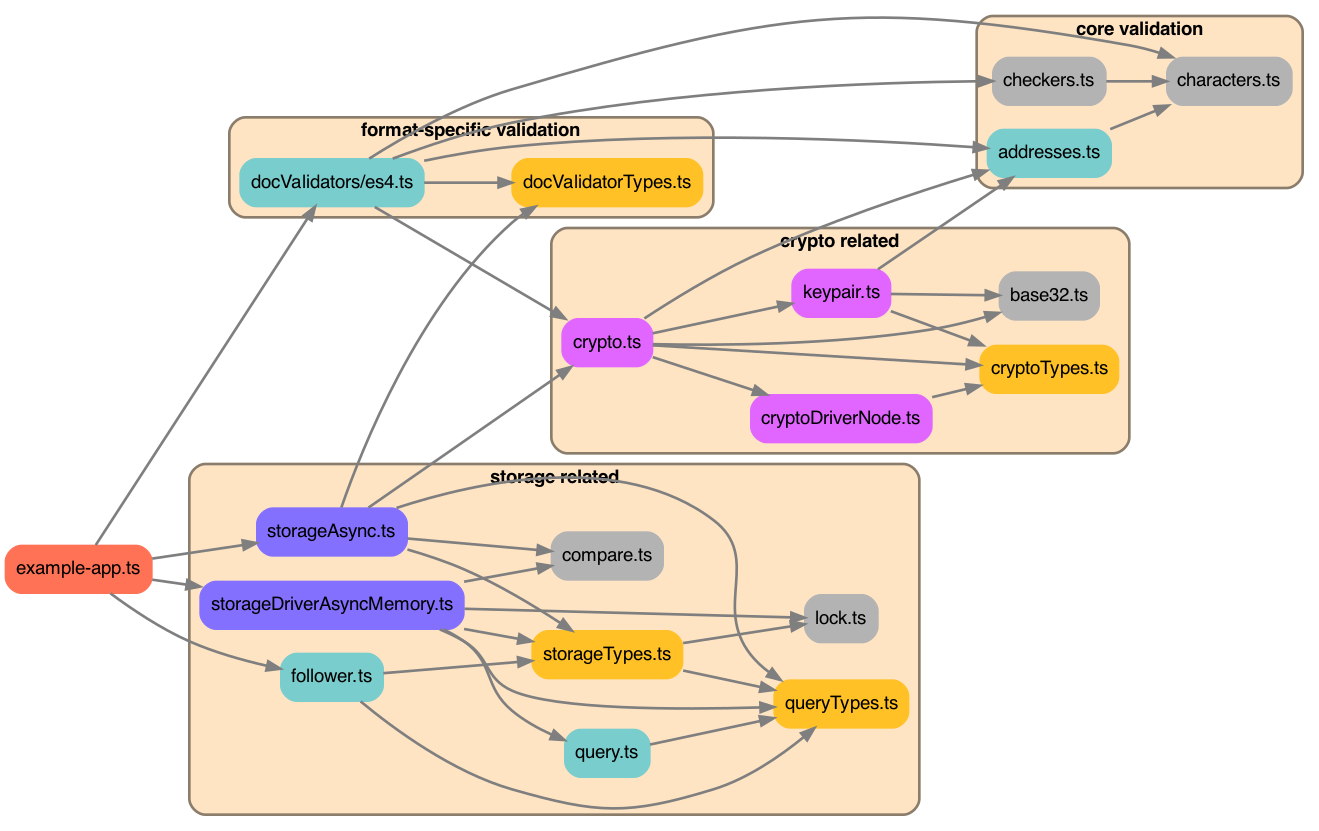 core validation
checkers.ts
characters.ts
addresses.ts
format-specific validation
docValidators/es4.ts
docValidatorTypes.ts
crypto related
keypair.ts
base32.ts
crypto.ts
cryptoTypes.ts
cryptoDriverNode.ts
storage related
storageAsync.ts
compare.ts
example-app.ts
storageDriverAsyncMemory.ts
lock.ts
storageTypes.ts
follower.ts
queryTypes.ts
query.ts